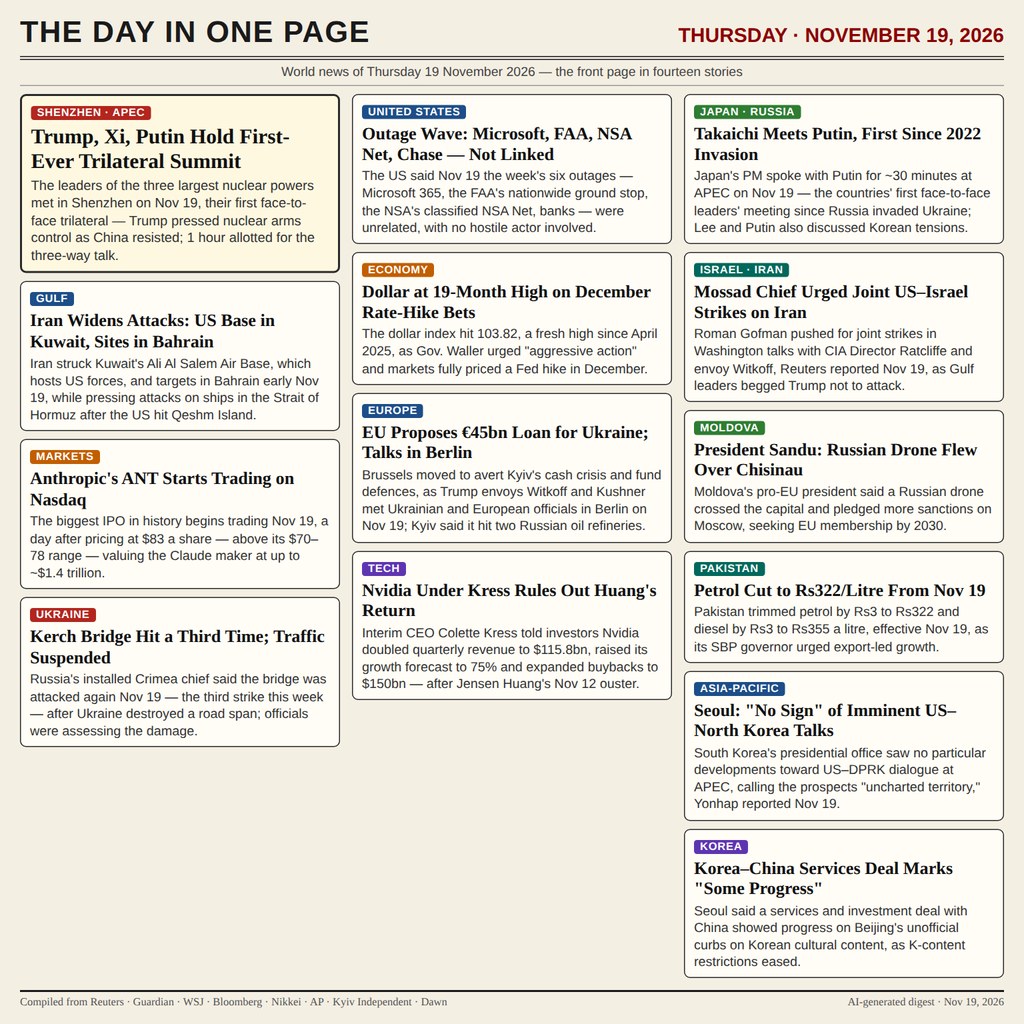 THE DAY IN ONE PAGE
THURSDAY · NOVEMBER 19, 2026
World news of Thursday 19 November 2026 — the front page in fourteen stories
SHENZHEN · APEC
Trump, Xi, Putin Hold First-
Ever Trilateral Summit
The leaders of the three largest nuclear powers
met in Shenzhen on Nov 19, their first face-to-
face trilateral — Trump pressed nuclear arms
control as China resisted; 1 hour allotted for the
three-way talk.
GULF
Iran Widens Attacks: US Base in
Kuwait, Sites in Bahrain
Iran struck Kuwait's Ali Al Salem Air Base, which
hosts US forces, and targets in Bahrain early Nov
19, while pressing attacks on ships in the Strait of
Hormuz after the US hit Qeshm Island.
MARKETS
Anthropic's ANT Starts Trading on
Nasdaq
The biggest IPO in history begins trading Nov 19, a
day after pricing at $83 a share — above its $70–
78 range — valuing the Claude maker at up to
~$1.4 trillion.
UKRAINE
Kerch Bridge Hit a Third Time; Traffic
Suspended
Russia's installed Crimea chief said the bridge was
attacked again Nov 19 — the third strike this week
— after Ukraine destroyed a road span; officials
were assessing the damage.
UNITED STATES
Outage Wave: Microsoft, FAA, NSA
Net, Chase — Not Linked
The US said Nov 19 the week's six outages —
Microsoft 365, the FAA's nationwide ground stop,
the NSA's classified NSA Net, banks — were
unrelated, with no hostile actor involved.
ECONOMY
Dollar at 19-Month High on December
Rate-Hike Bets
The dollar index hit 103.82, a fresh high since April
2025, as Gov. Waller urged "aggressive action"
and markets fully priced a Fed hike in December.
EUROPE
EU Proposes €45bn Loan for Ukraine;
Talks in Berlin
Brussels moved to avert Kyiv's cash crisis and fund
defences, as Trump envoys Witkoff and Kushner
met Ukrainian and European officials in Berlin on
Nov 19; Kyiv said it hit two Russian oil refineries.
TECH
Nvidia Under Kress Rules Out Huang's
Return
Interim CEO Colette Kress told investors Nvidia
doubled quarterly revenue to $115.8bn, raised its
growth forecast to 75% and expanded buybacks to
$150bn — after Jensen Huang's Nov 12 ouster.
JAPAN · RUSSIA
Takaichi Meets Putin, First Since 2022
Invasion
Japan's PM spoke with Putin for ~30 minutes at
APEC on Nov 19 — the countries' first face-to-face
leaders' meeting since Russia invaded Ukraine;
Lee and Putin also discussed Korean tensions.
ISRAEL · IRAN
Mossad Chief Urged Joint US–Israel
Strikes on Iran
Roman Gofman pushed for joint strikes in
Washington talks with CIA Director Ratcliffe and
envoy Witkoff, Reuters reported Nov 19, as Gulf
leaders begged Trump not to attack.
MOLDOVA
President Sandu: Russian Drone Flew
Over Chisinau
Moldova's pro-EU president said a Russian drone
crossed the capital and pledged more sanctions on
Moscow, seeking EU membership by 2030.
PAKISTAN
Petrol Cut to Rs322/Litre From Nov 19
Pakistan trimmed petrol by Rs3 to Rs322 and
diesel by Rs3 to Rs355 a litre, effective Nov 19, as
its SBP governor urged export-led growth.
ASIA-PACIFIC
Seoul: "No Sign" of Imminent US–
North Korea Talks
South Korea's presidential office saw no particular
developments toward US–DPRK dialogue at
APEC, calling the prospects "uncharted territory,"
Yonhap reported Nov 19.
KOREA
Korea–China Services Deal Marks
"Some Progress"
Seoul said a services and investment deal with
China showed progress on Beijing's unofficial
curbs on Korean cultural content, as K-content
restrictions eased.
Compiled from Reuters · Guardian · WSJ · Bloomberg · Nikkei · AP · Kyiv Independent · Dawn
AI-generated digest · Nov 19, 2026